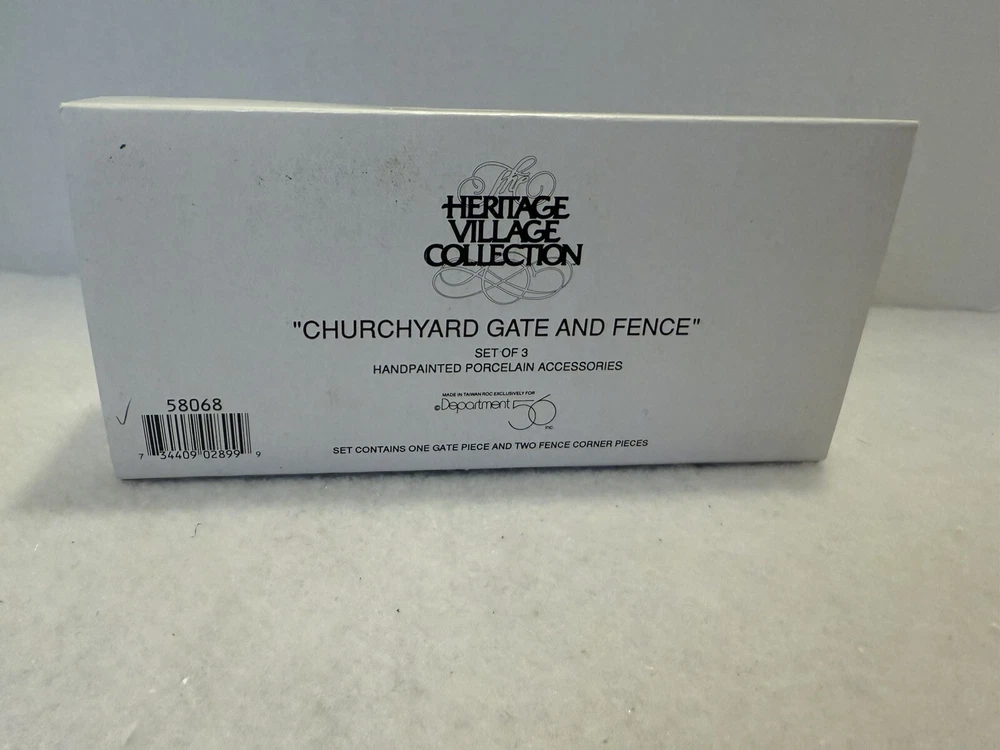 The
HERITAGE
VILLAGE
COLLECTION
"CHURCHYARD GATE AND FENCE"
SET OF 3
HANDPAINTED PORCELAIN ACCESSORIES
MADE IN TAIWAN ROC EXCLUSIVELY FOR
©Department 56 INC.
SET CONTAINS ONE GATE PIECE AND TWO FENCE CORNER PIECES
58068
7 34409 02899 9